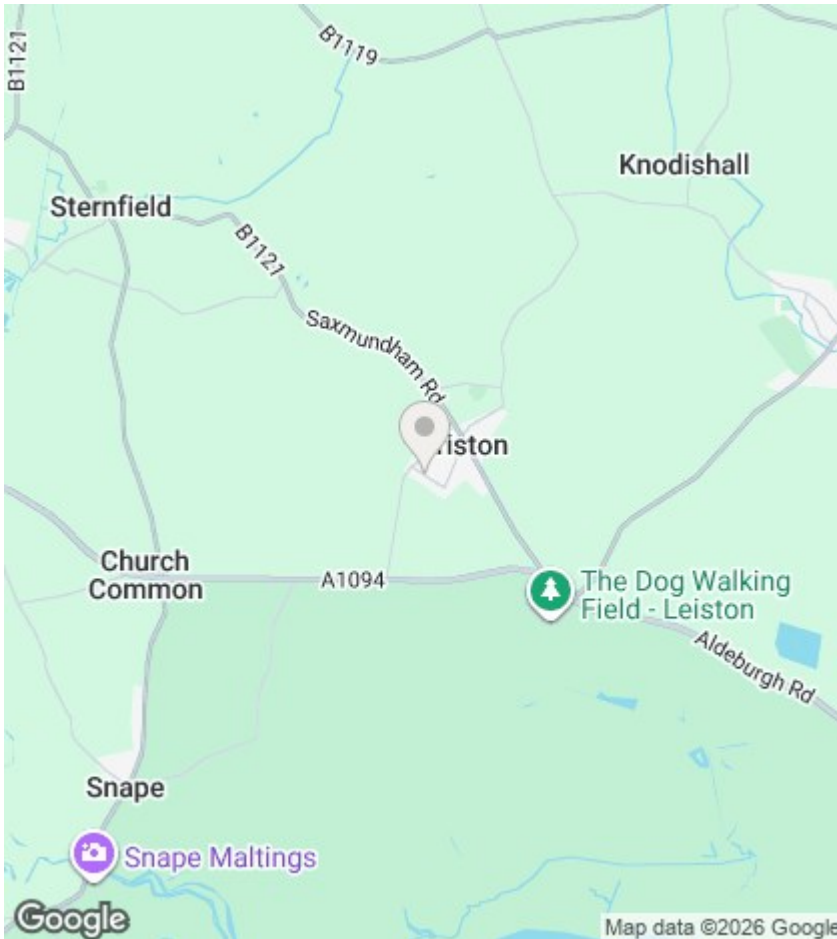 B1121
B1119
Knodishall
Sternfield
B1121
Saxmundham Rd
riston
Church
Common
A1094
The Dog Walking
Field - Leiston
Aldeburgh Rd
Snape
Snape Maltings
Google
Map data ©2026 Google